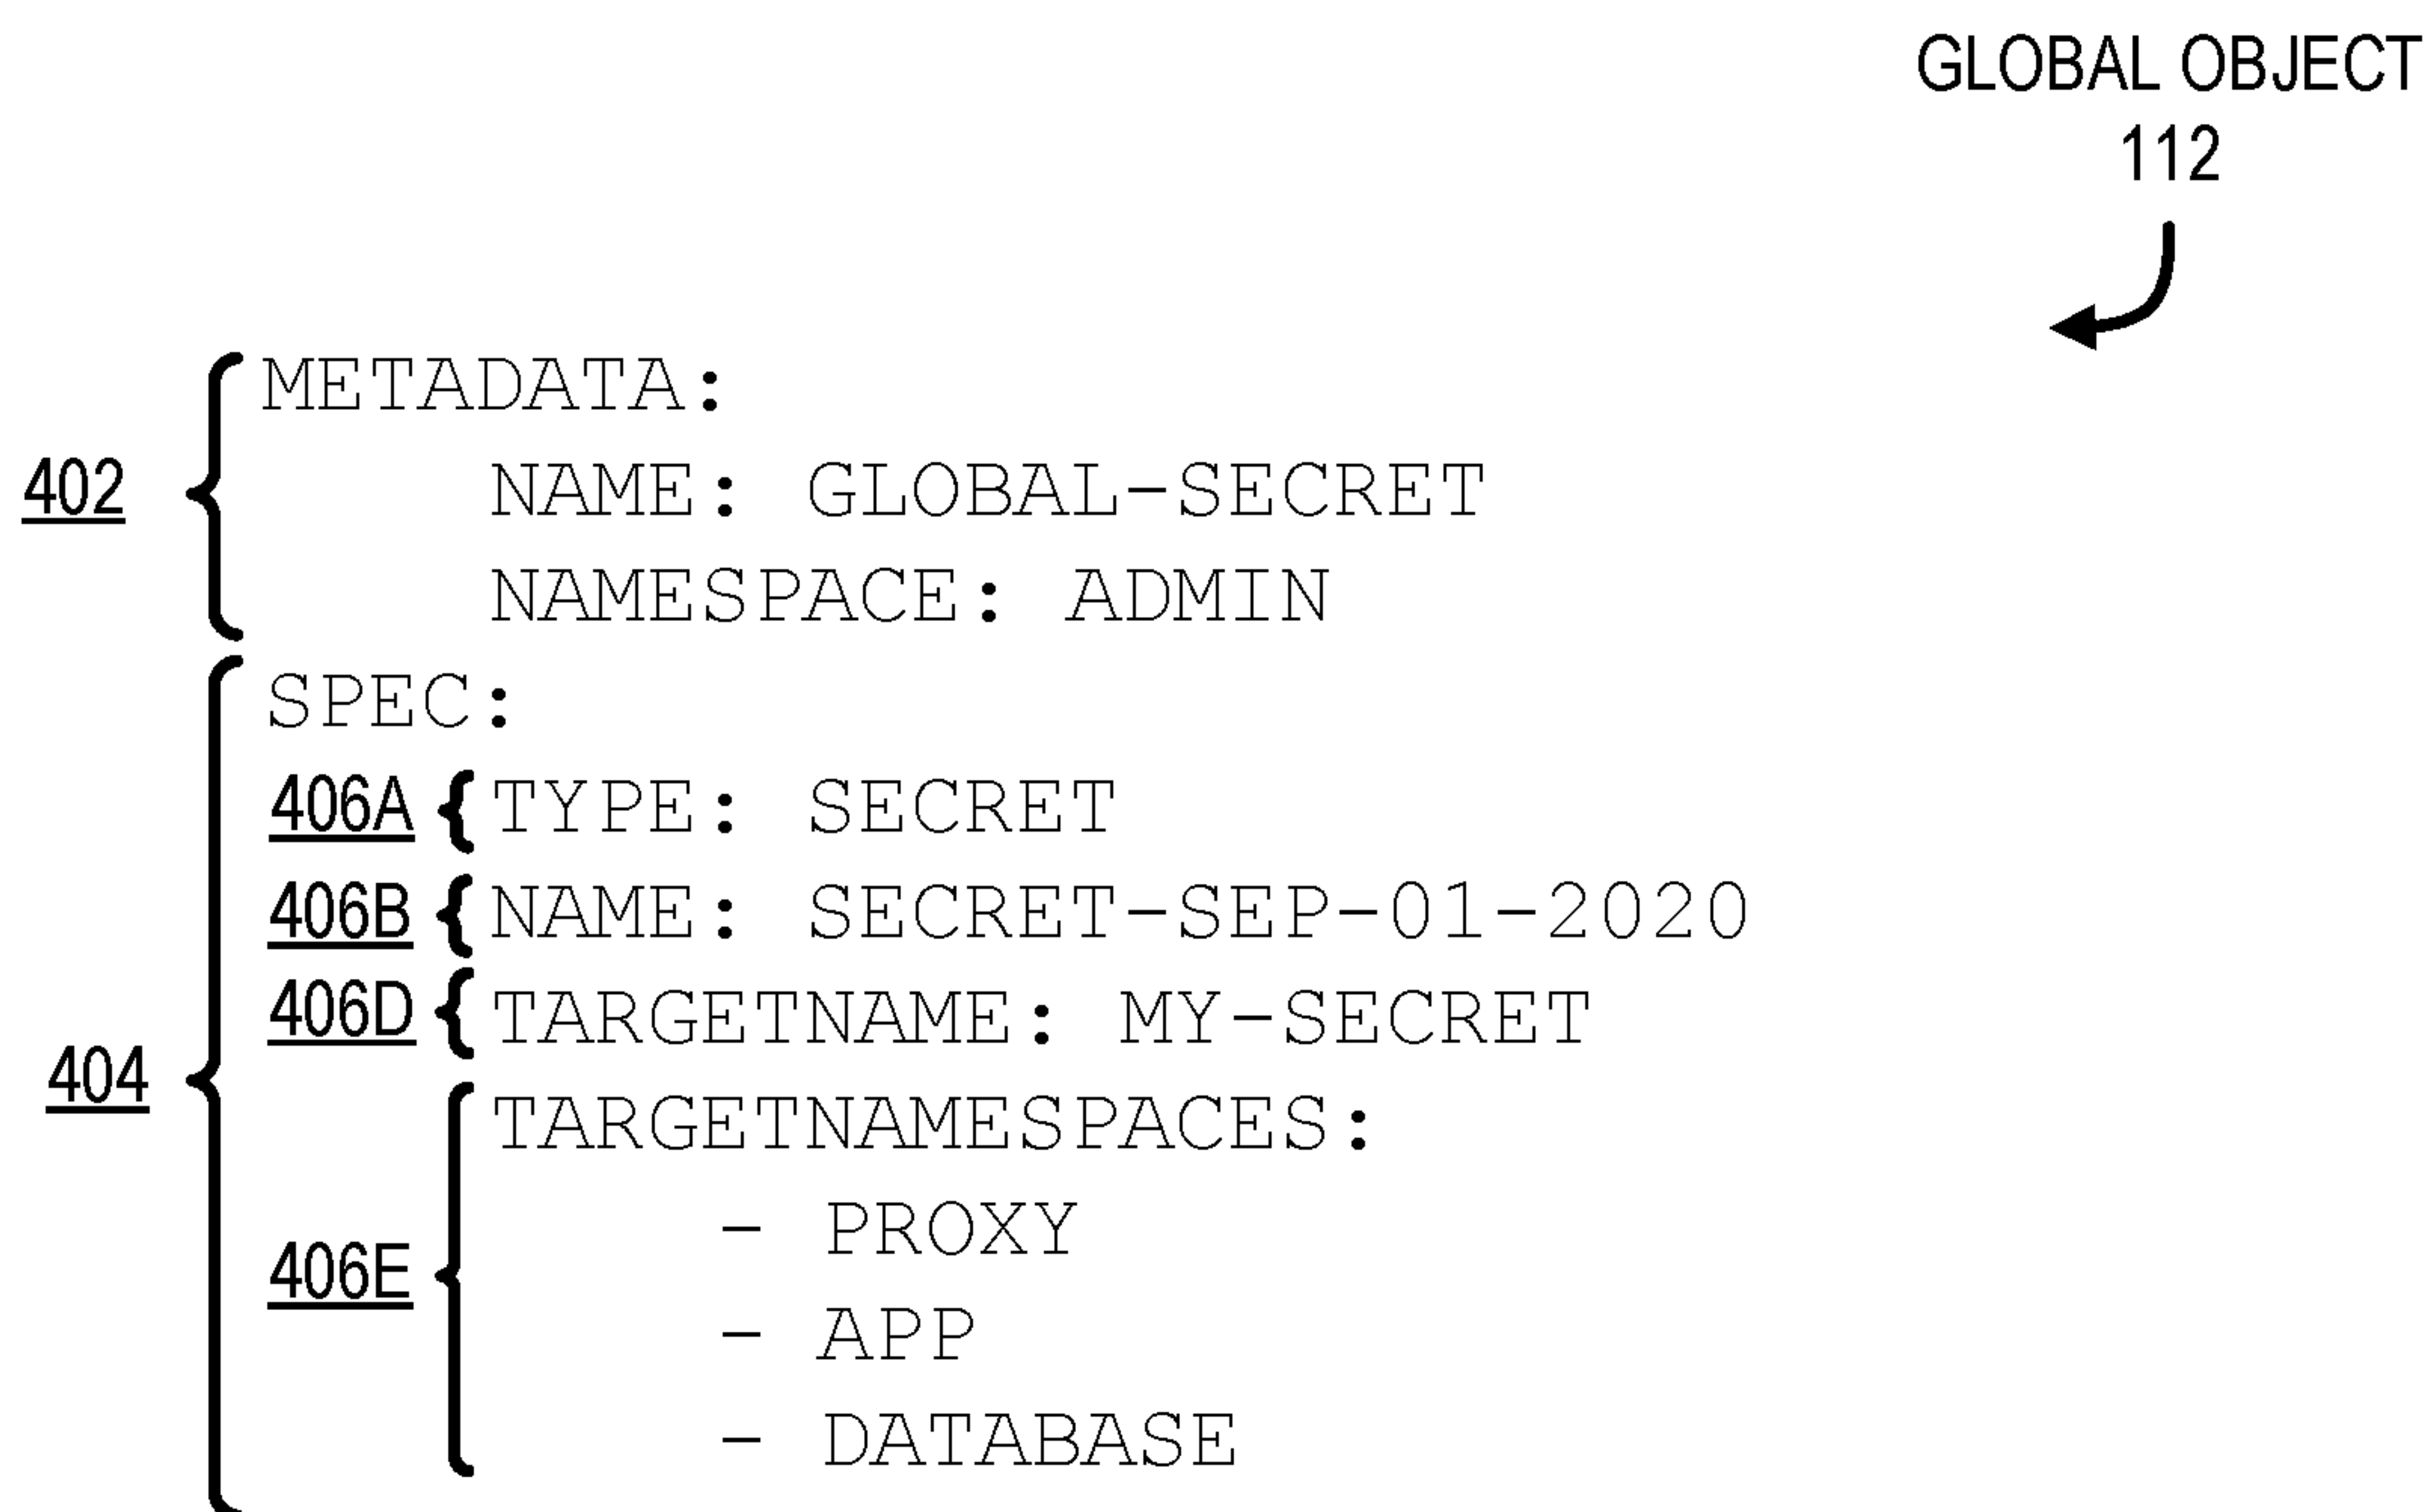 GLOBAL OBJECT
112
METADATA:
402
NAME: GLOBAL-SECRET
NAMESPACE: ADMIN
SPEC:
406A TYPE: SECRET
406B NAME: SECRET-SEP-01-2020
406D TARGETNAME: MY-SECRET
404
TARGETNAMESPACES:
- PROXY
406E
- APP
- DATABASE